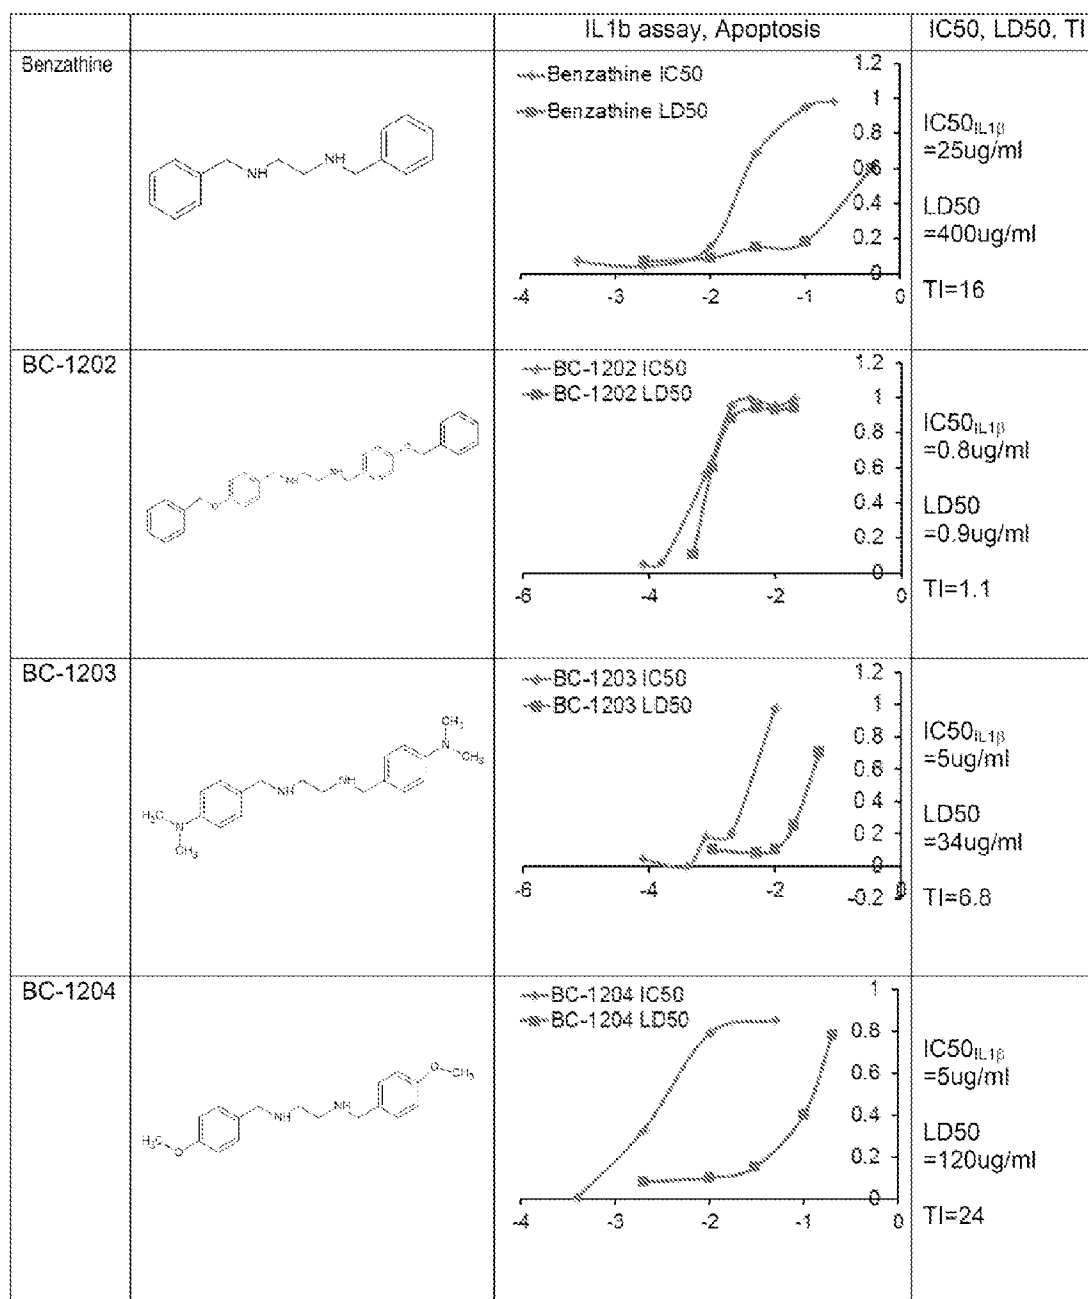 IL1b assay, Apoptosis
IC50, LD50, TI
Benzathine
NH
NH
Benzathine IC50
Benzathine LD50
1.2
1
0.8
0.6
0.4
0.2
0
-4
-3
-2
-1
0
IC50IL1β
=25ug/ml
LD50
=400ug/ml
TI=16
BC-1202
O
NH
NH
O
BC-1202 IC50
BC-1202 LD50
1.2
1
0.8
0.6
0.4
0.2
0
-6
-4
-2
0
IC50IL1β
=0.8ug/ml
LD50
=0.9ug/ml
TI=1.1
BC-1203
CH3
N
CH3
NH
NH
H3C
N
CH3
BC-1203 IC50
BC-1203 LD50
1.2
1
0.8
0.6
0.4
0.2
0
-0.2
-6
-4
-2
0
IC50IL1β
=5ug/ml
LD50
=34ug/ml
TI=6.8
BC-1204
O
CH3
NH
NH
H3C
O
BC-1204 IC50
BC-1204 LD50
1
0.8
0.6
0.4
0.2
0
-4
-3
-2
-1
0
IC50IL1β
=5ug/ml
LD50
=120ug/ml
TI=24